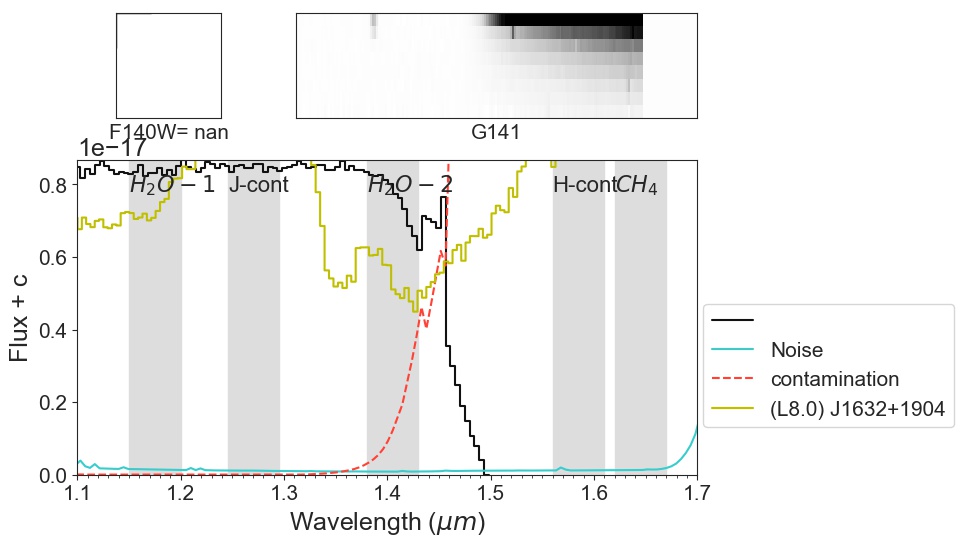 F140W= nan
G141
1e−17
H₂O − 1
J-cont
H₂O − 2
H-cont
CH₄
0.8
0.6
0.4
0.2
0.0
Flux + c
1.1
1.2
1.3
1.4
1.5
1.6
1.7
Wavelength (μm)
Noise
contamination
(L8.0) J1632+1904